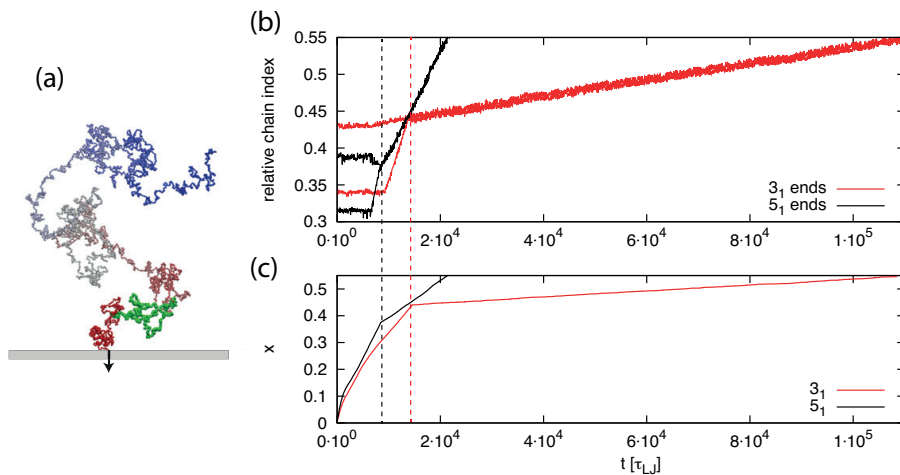 (a)
(b)
relative chain index
0.55
0.5
0.45
0.4
0.35
0.3
3₁ ends
5₁ ends
0·10⁰ 2·10⁴ 4·10⁴ 6·10⁴ 8·10⁴ 1·10⁵
(c)
x
0.5
0.4
0.3
0.2
0.1
0
3₁
5₁
0·10⁰ 2·10⁴ 4·10⁴ 6·10⁴ 8·10⁴ 1·10⁵
t [τLJ]